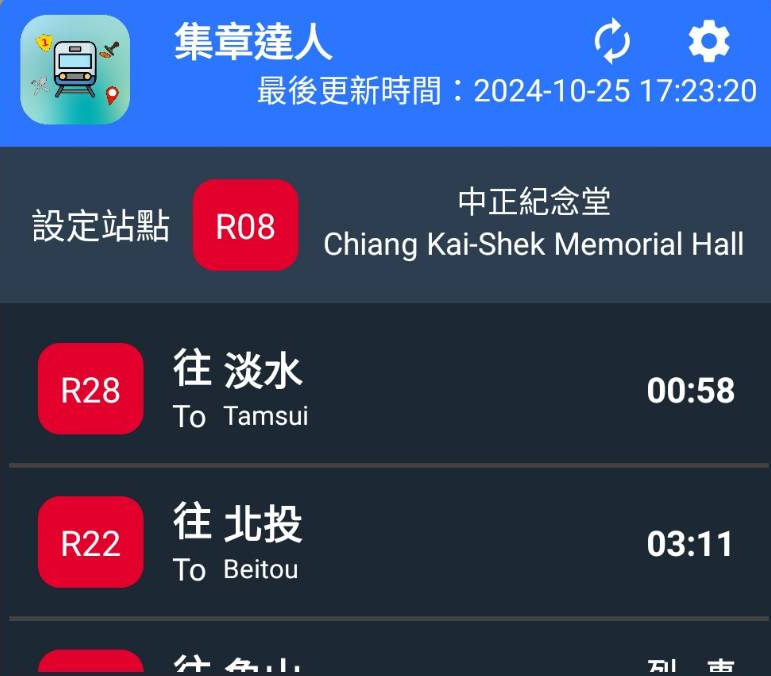 集章達人
最後更新時間：2024-10-25 17:23:20
設定站點
R08
中正紀念堂
Chiang Kai-Shek Memorial Hall
R28
往 淡水
To Tamsui
00:58
R22
往 北投
To Beitou
03:11